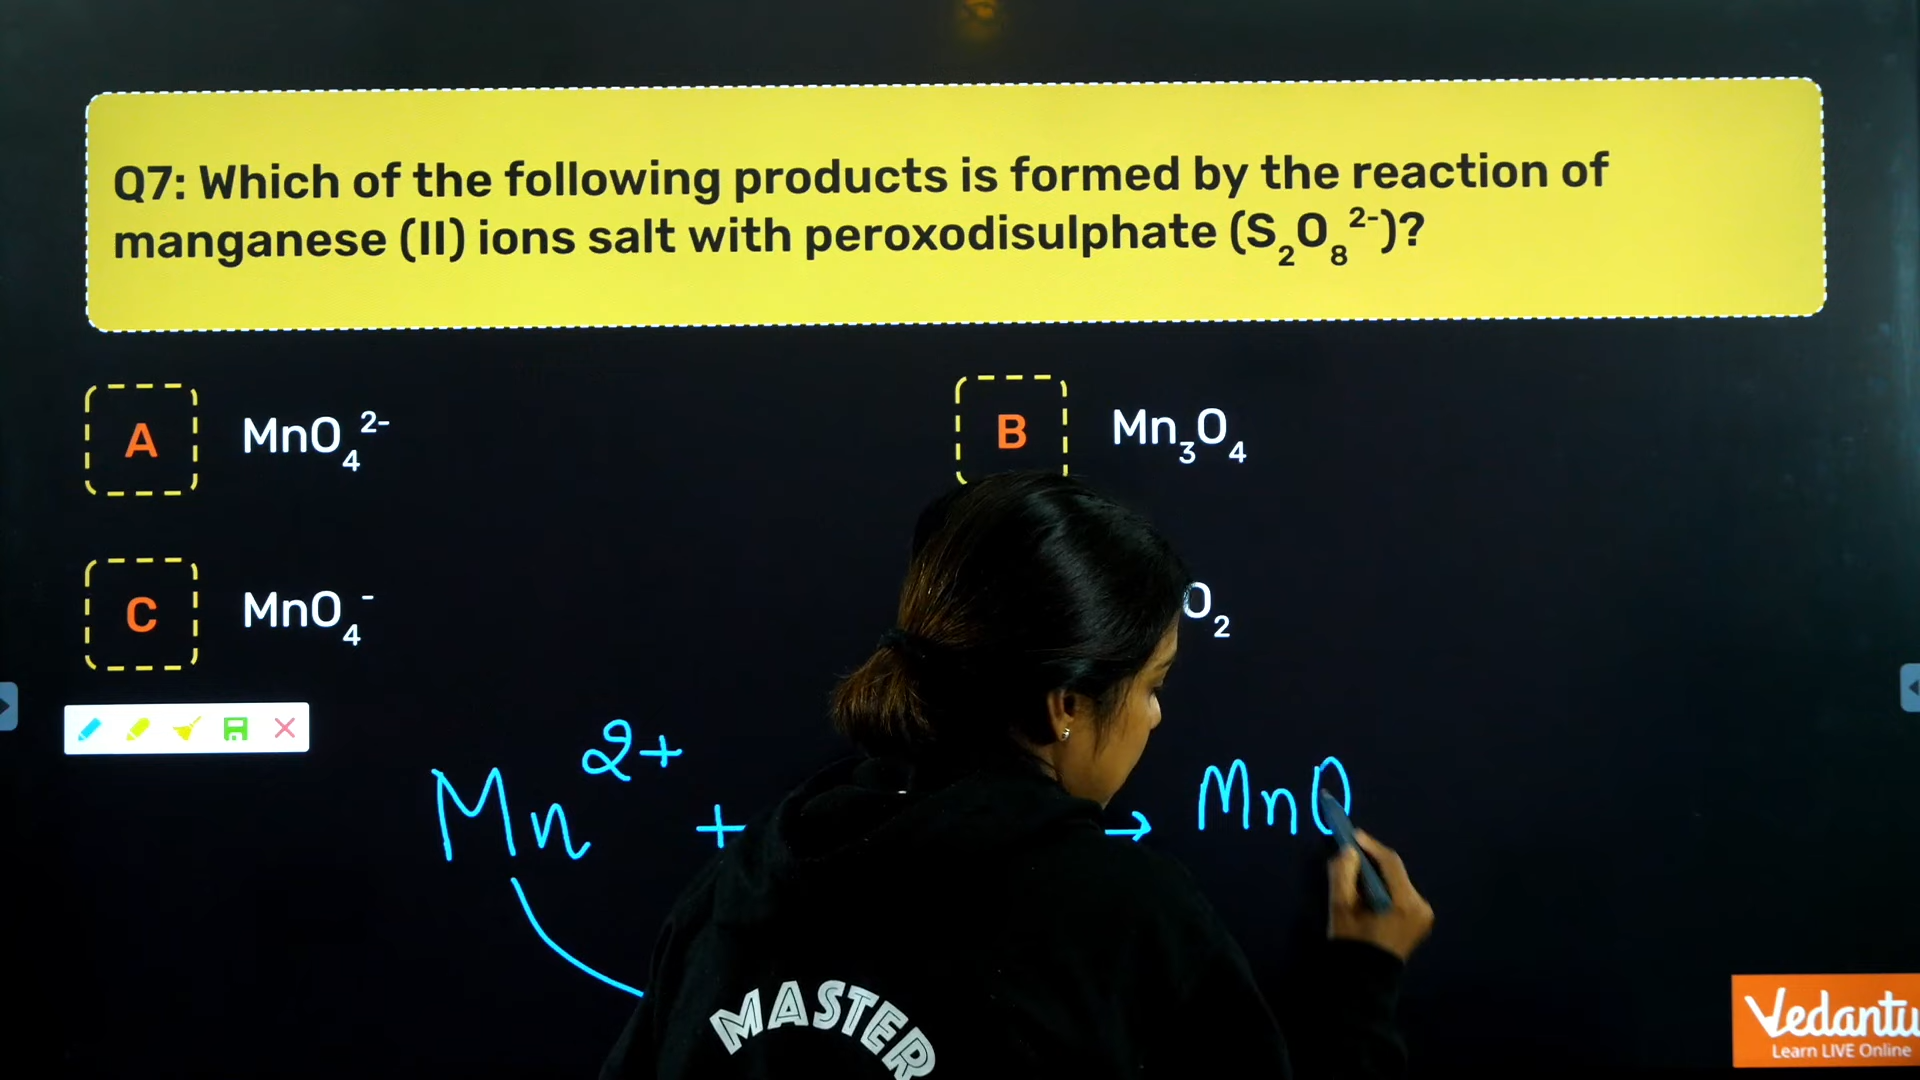 Q7: Which of the following products is formed by the reaction of
manganese (II) ions salt with peroxodisulphate (S₂O₈²⁻)?
A MnO₄²⁻
B Mn₃O₄
C MnO₄⁻
O₂
Mn²⁺ + → MnO
MASTER
Vedantu
Learn LIVE Online